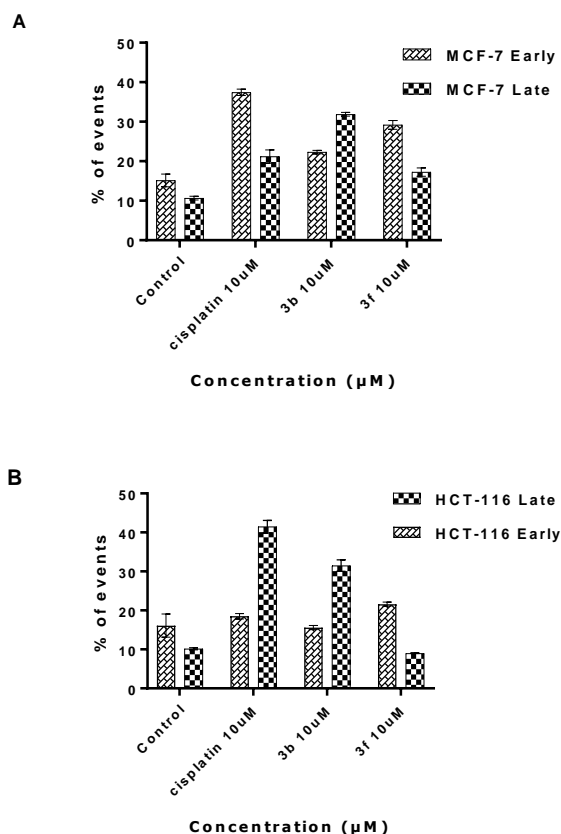 A
50
40
30
20
10
0
% of events
MCF-7 Early
MCF-7 Late
Control
cisplatin 10uM
3b 10uM
3f 10uM
Concentration (µM)
B
50
40
30
20
10
0
% of events
HCT-116 Late
HCT-116 Early
Control
cisplatin 10uM
3b 10uM
3f 10uM
Concentration (µM)